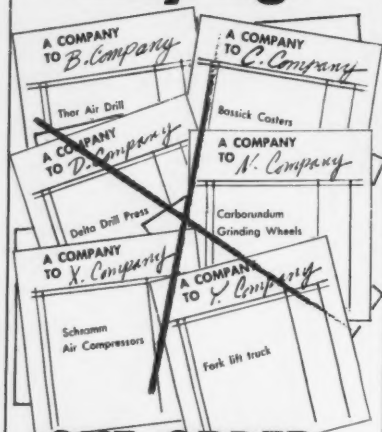 A COMPANY
TO B. Company
Thor Air Drill
A COMPANY
TO C. Company
Bassick Casters
A COMPANY
TO D. Company
Delta Drill Press
A COMPANY
TO N. Company
Carborundum
Grinding Wheels
A COMPANY
TO X. Company
Schramm
Air Compressors
A COMPANY
TO Y. Company
Fork lift truck